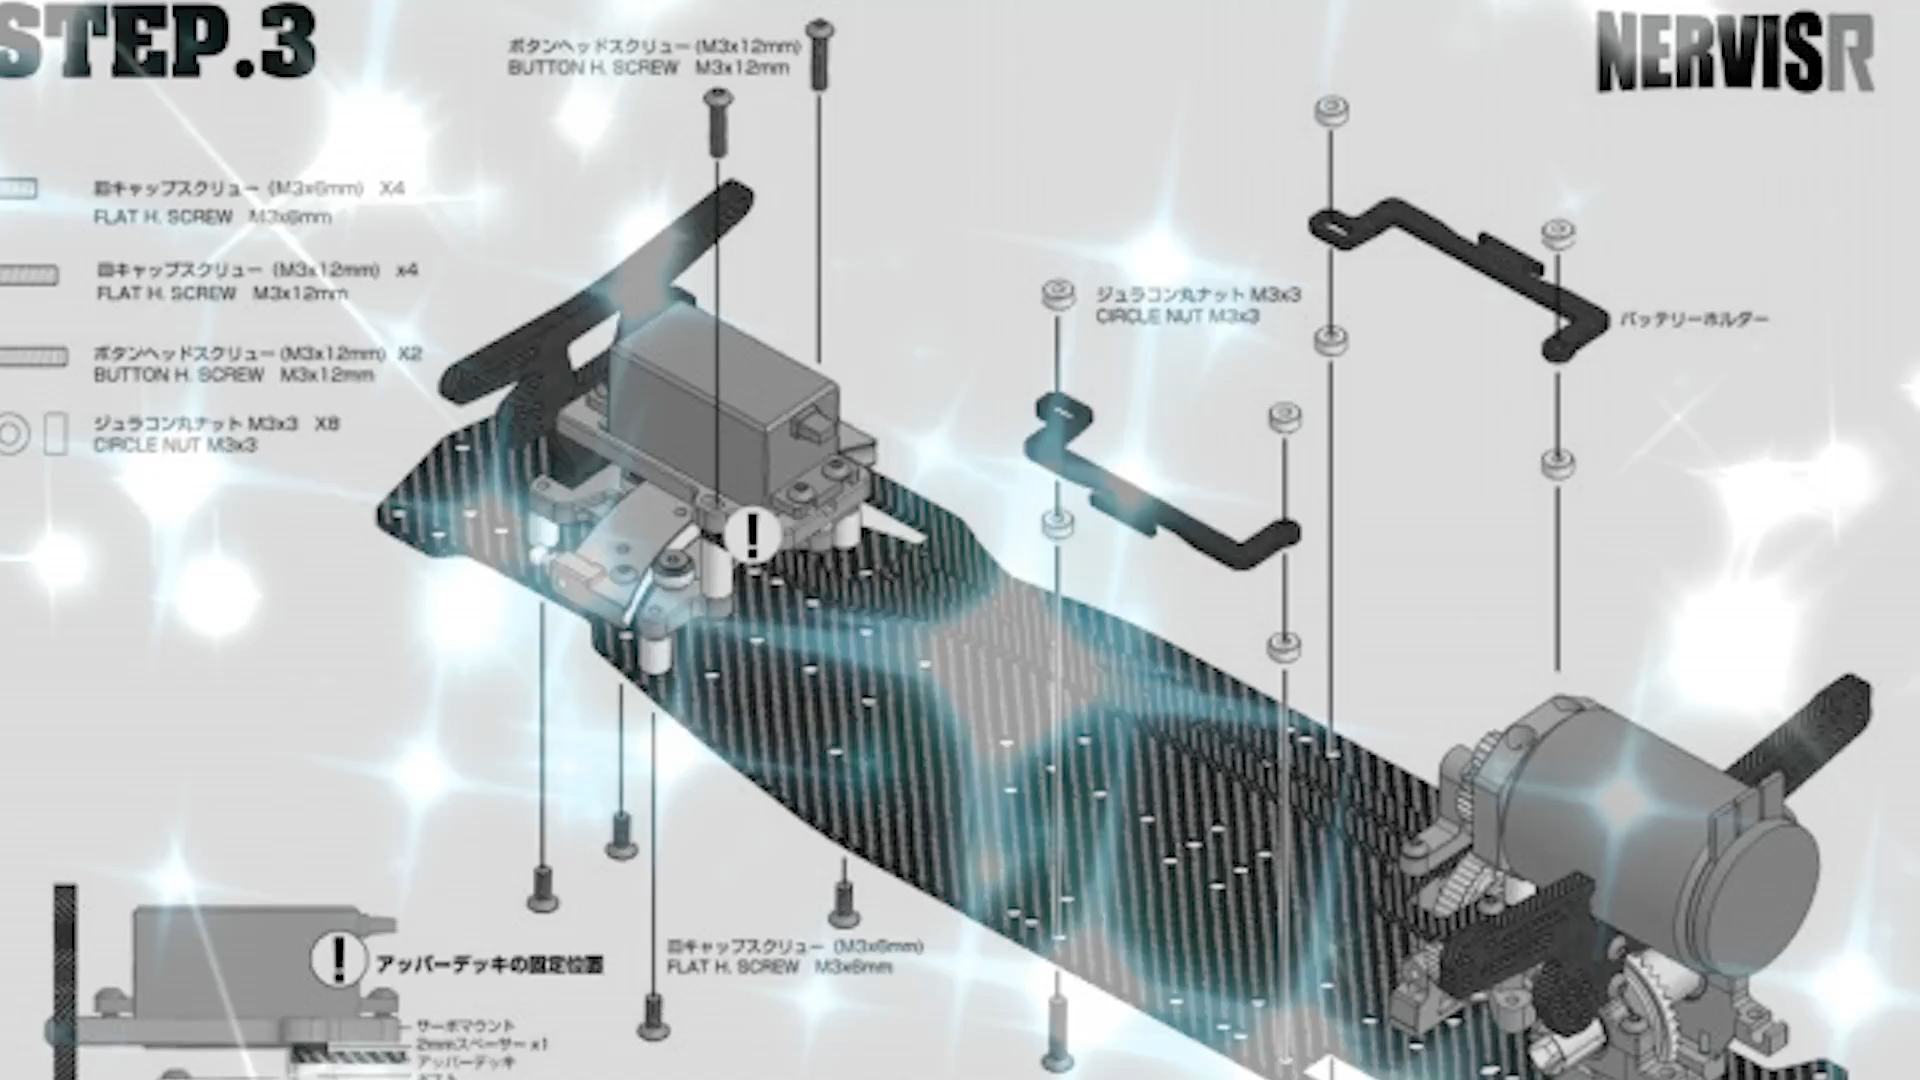 STEP.3
ボタンヘッドスクリュー(M3x12mm)
BUTTON H. SCREW M3x12mm
NERVISR
皿キャップスクリュー (M3x6mm) X4
FLAT H. SCREW M3x6mm
皿キャップスクリュー (M3x12mm) x4
FLAT H. SCREW M3x12mm
ボタンヘッドスクリュー(M3x12mm) X2
BUTTON H. SCREW M3x12mm
ジュラコン丸ナット M3x3 X8
CIRCLE NUT M3x3
ジュラコン丸ナット M3x3
CIRCLE NUT M3x3
バッテリーホルダー
!
皿キャップスクリュー (M3x6mm)
FLAT H. SCREW M3x6mm
! アッパーデッキの固定位置
サーボマウント
2mmスペーサー x1
アッパーデッキ